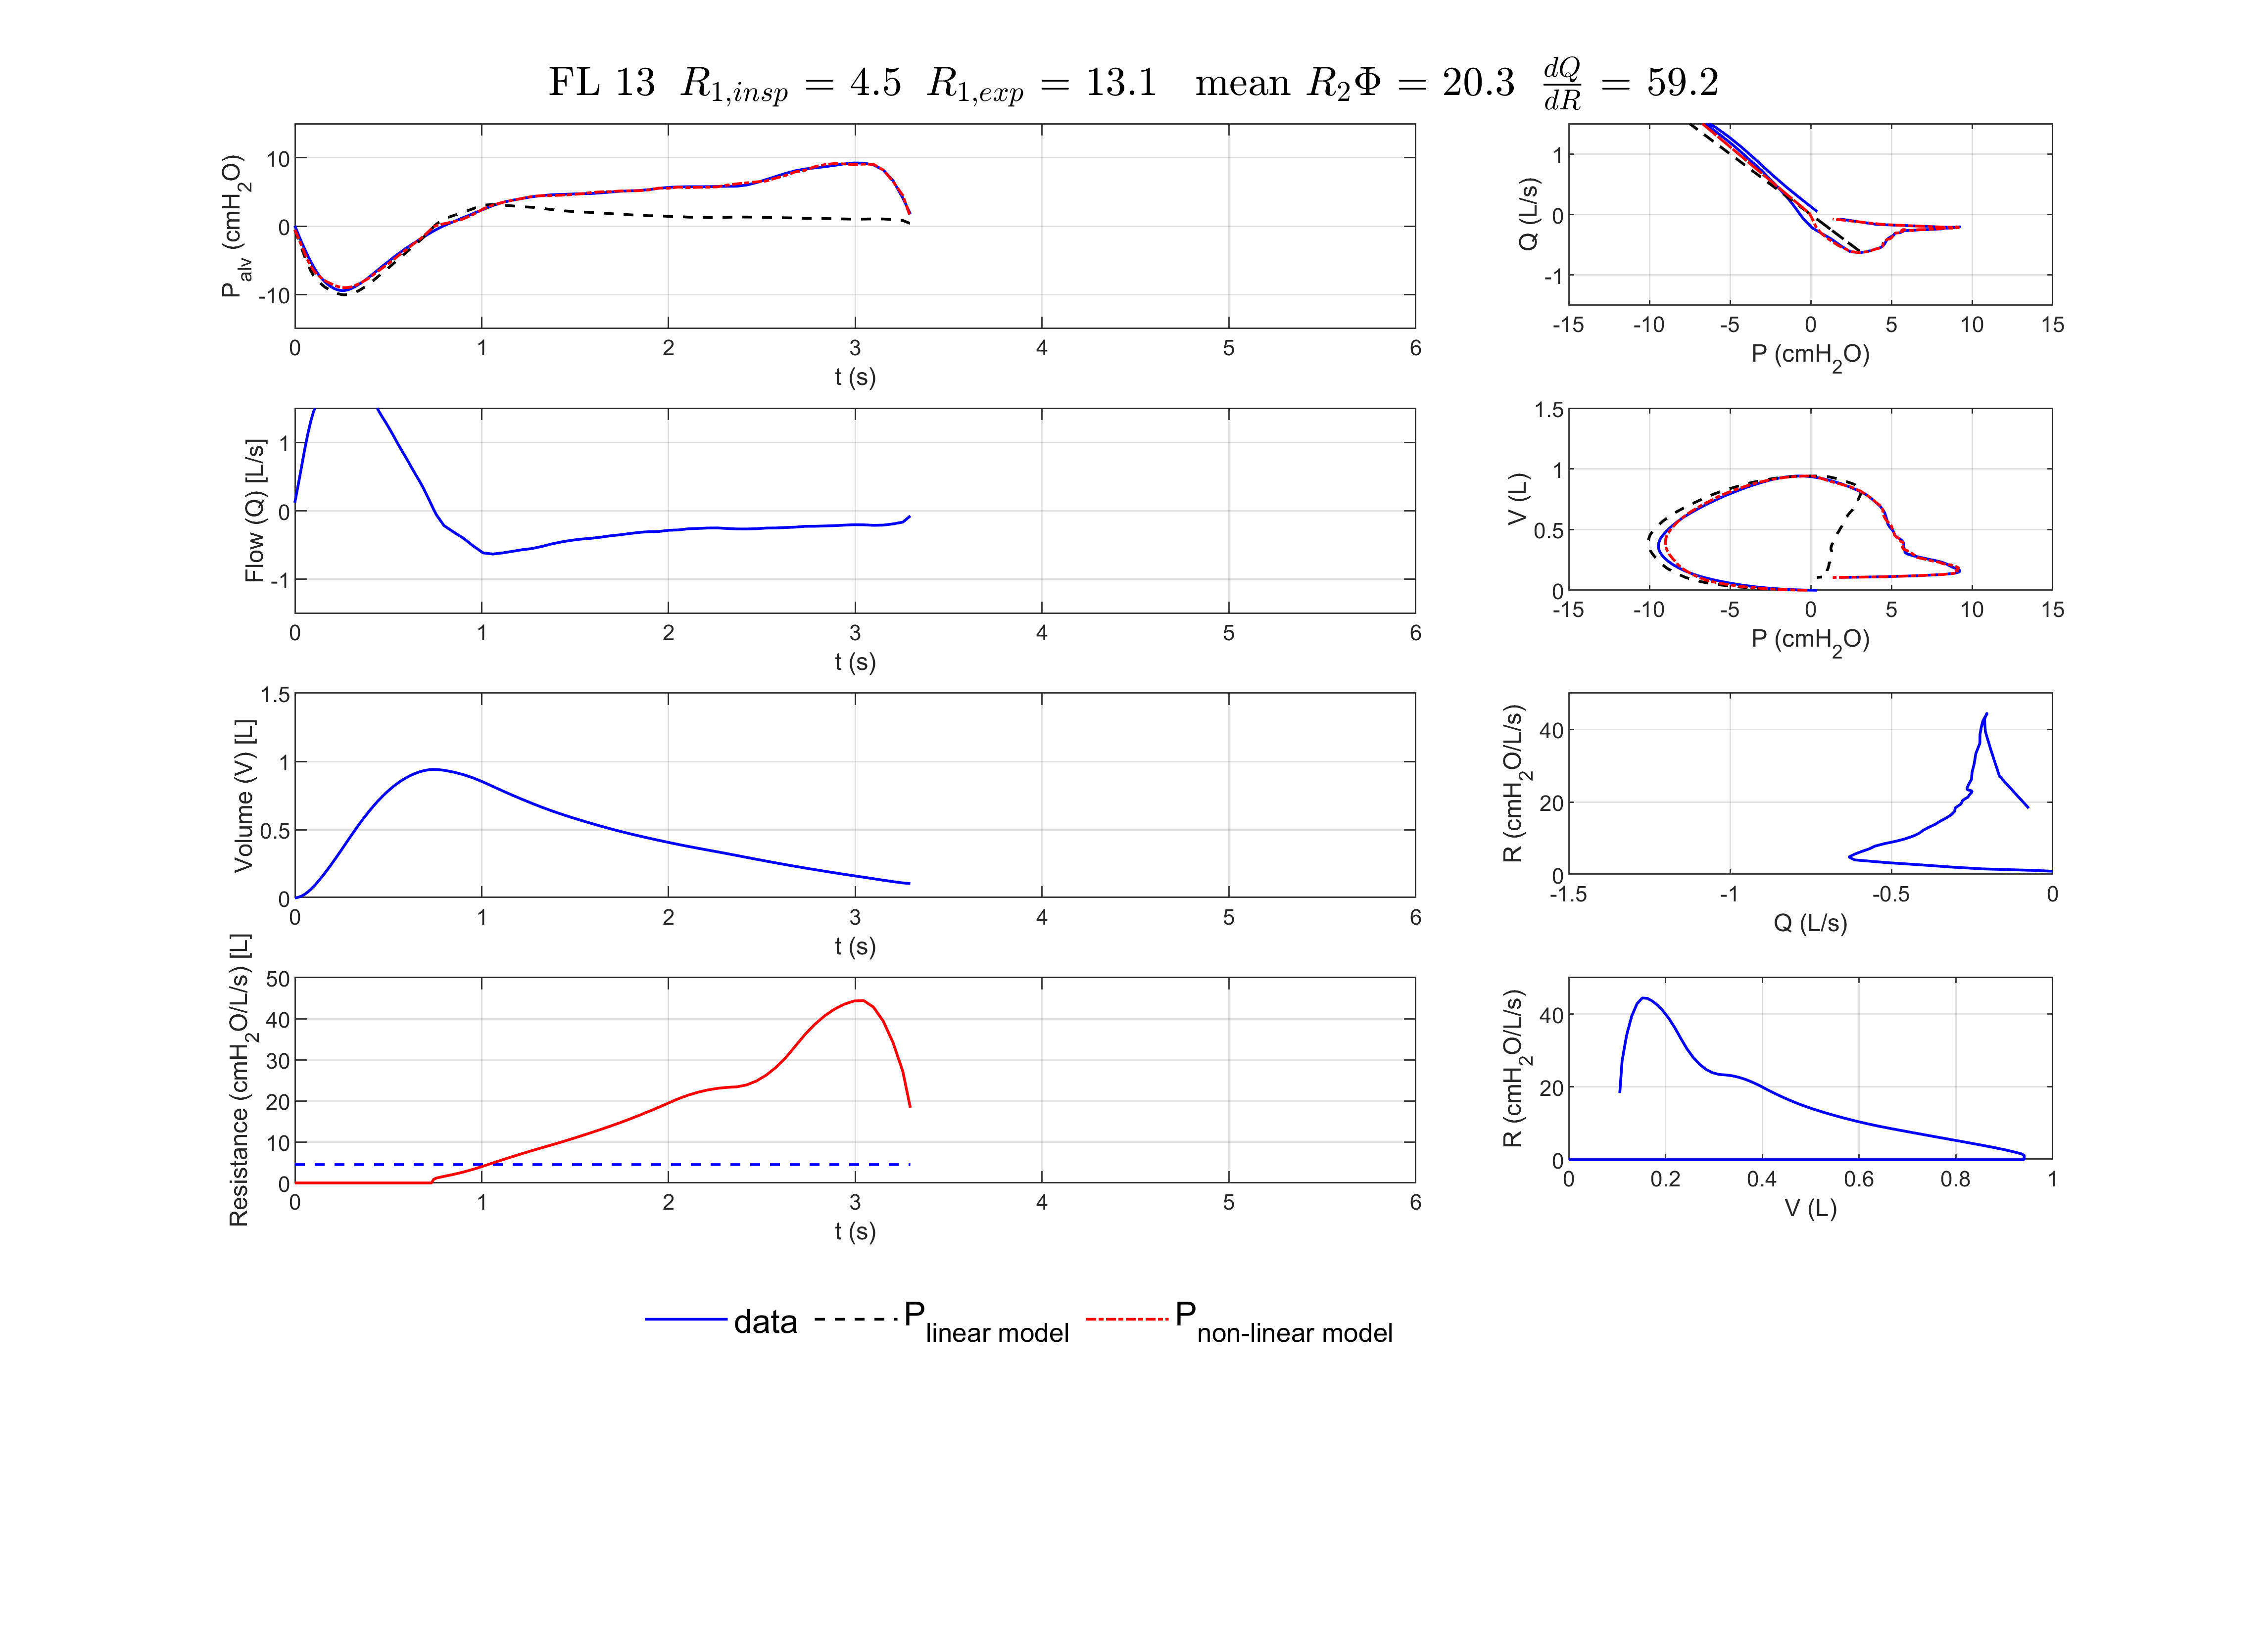 FL 13 R1,insp = 4.5 R1,exp = 13.1 mean R2Φ = 20.3 dQ/dR = 59.2
Palv (cmH2O)
10
0
-10
0 1 2 3 4 5 6
t (s)
Q (L/s)
1
0
-1
-15 -10 -5 0 5 10 15
P (cmH2O)
Flow (Q) [L/s]
1
0
-1
0 1 2 3 4 5 6
t (s)
V (L)
1.5
1
0.5
0
-15 -10 -5 0 5 10 15
P (cmH2O)
Volume (V) [L]
1.5
1
0.5
0
0 1 2 3 4 5 6
t (s)
R (cmH2O/L/s)
40
20
0
-1.5 -1 -0.5 0
Q (L/s)
Resistance (cmH2O/L/s) [L]
50
40
30
20
10
0
0 1 2 3 4 5 6
t (s)
R (cmH2O/L/s)
40
20
0
0 0.2 0.4 0.6 0.8 1
V (L)
data Plinear model Pnon-linear model